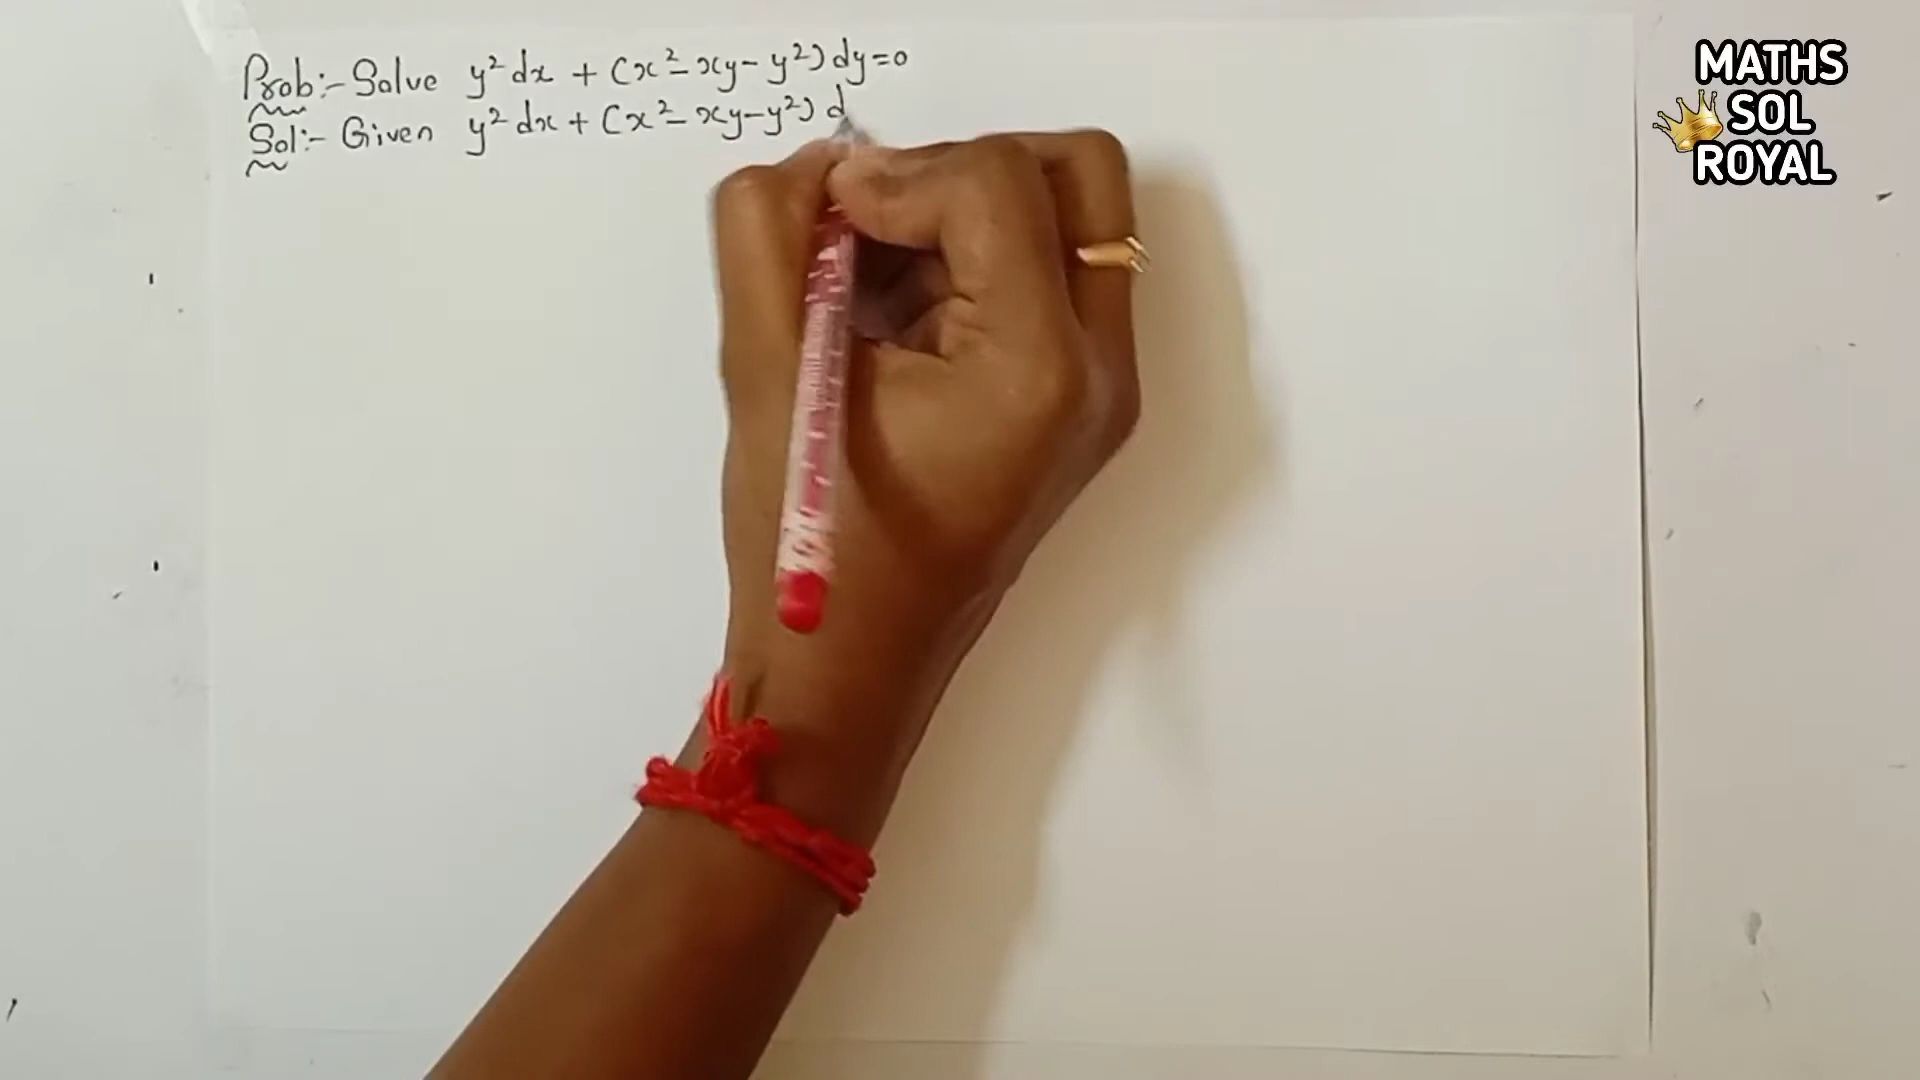 Prob:- Solve y² dx + (x² - xy - y²) dy = 0
Sol:- Given y² dx + (x² - xy - y²) d
MATHS
SOL
ROYAL